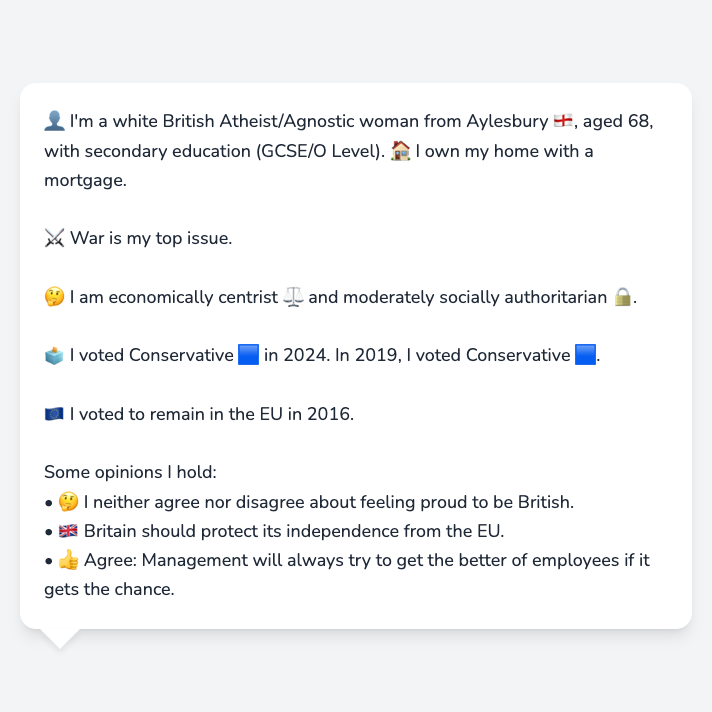 👤 I'm a white British Atheist/Agnostic woman from Aylesbury 🏴󠁧󠁢󠁥󠁮󠁧󠁿, aged 68,
with secondary education (GCSE/O Level). 🏠 I own my home with a
mortgage.
⚔️ War is my top issue.
🤔 I am economically centrist ⚖️ and moderately socially authoritarian 🔒.
🗳️ I voted Conservative 🟦 in 2024. In 2019, I voted Conservative 🟦.
🇪🇺 I voted to remain in the EU in 2016.
Some opinions I hold:
• 🤔 I neither agree nor disagree about feeling proud to be British.
• 🇬🇧 Britain should protect its independence from the EU.
• 👍 Agree: Management will always try to get the better of employees if it
gets the chance.